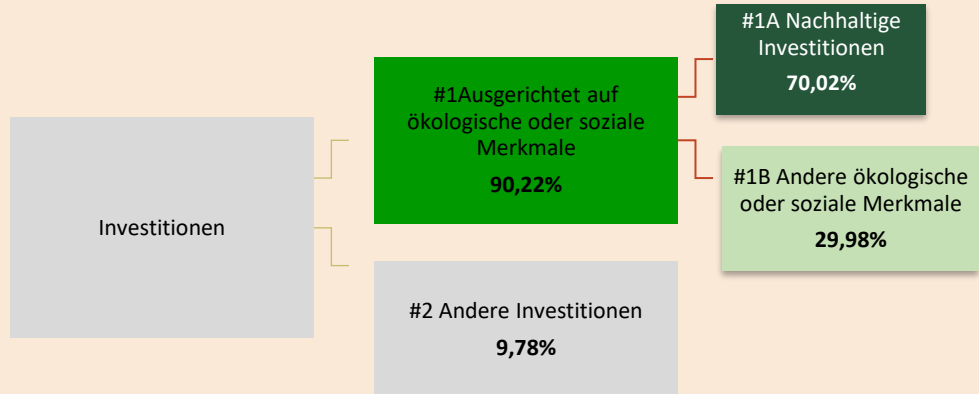 Investitionen
#1Ausgerichtet auf
ökologische oder soziale
Merkmale
90,22%
#2 Andere Investitionen
9,78%
#1A Nachhaltige
Investitionen
70,02%
#1B Andere ökologische
oder soziale Merkmale
29,98%